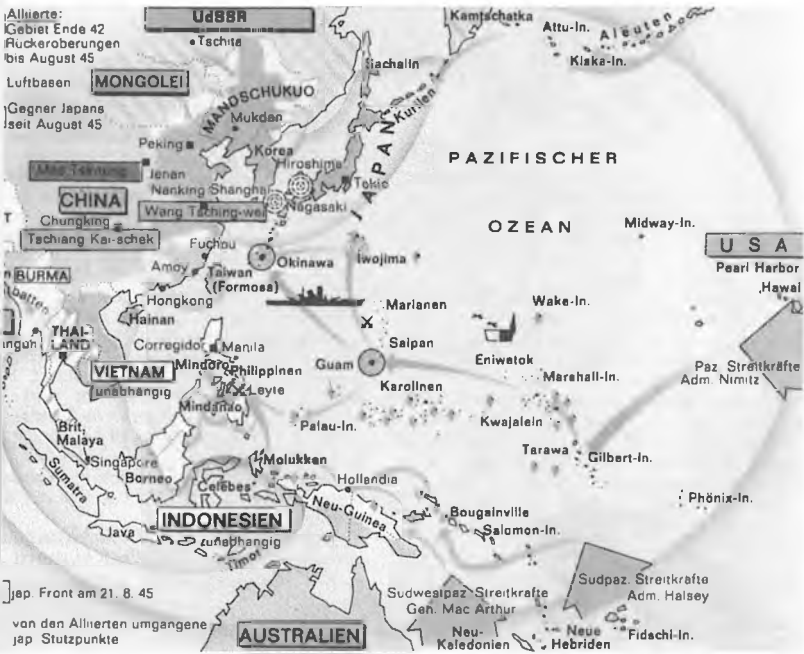 Alliierte:
Gebiet Ende 42
Rückeroberungen
bis August 45
Luftbasen
Gegner Japans
seit August 45
UdSSR
Tschita
MONGOLEI
MANDSCHUKUO
Mukden
Peking
Korea
Jenan
Hiroshima
Nanking Shanghai
Tokio
CHINA
Wang Tsching-wei
Nagasaki
JAPAN
Chungking
Tschiang Kai-schek
Fuchou
Okinawa
Iwojima
BURMA
Amoy
Taiwan
(Formosa)
Hongkong
Hainan
THAI-
LAND
Corregidor
Manila
VIETNAM
unabhängig
Mindoro
Philippinen
Leyte
Mindanao
Brit.
Malaya
Singapore
Sumatra
Borneo
Celebes
Molukken
Java
INDONESIEN
unabhängig
Timor
Sachalin
Kurilen
Kamtschatka
Attu-In.
Kiska-In.
Alëuten
PAZIFISCHER
OZEAN
Midway-In.
USA
Pearl Harbor
Hawai
Marianen
Saipan
Guam
Karolinen
Palau-In.
Wake-In.
Eniwetok
Marshall-In.
Kwajalein
Paz. Streitkräfte
Adm. Nimitz
Tarawa
Gilbert-In.
Phönix-In.
Hollandia
Neu-Guinea
Bougainville
Salomon-In.
Südpaz. Streitkräfte
Adm. Halsey
Südwestpaz. Streitkräfte
Gen. Mac Arthur
Neu-
Kaledonien
Neue
Hebriden
Fidschi-In.
AUSTRALIEN
jap. Front am 21. 8. 45
von den Alliierten umgangene
jap. Stützpunkte